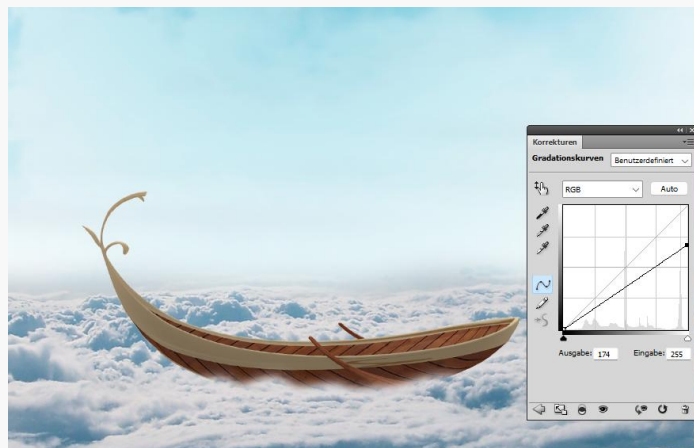 Korrekturen
Gradationskurven Benutzerdefiniert
RGB Auto
Ausgabe: 174 Eingabe: 255